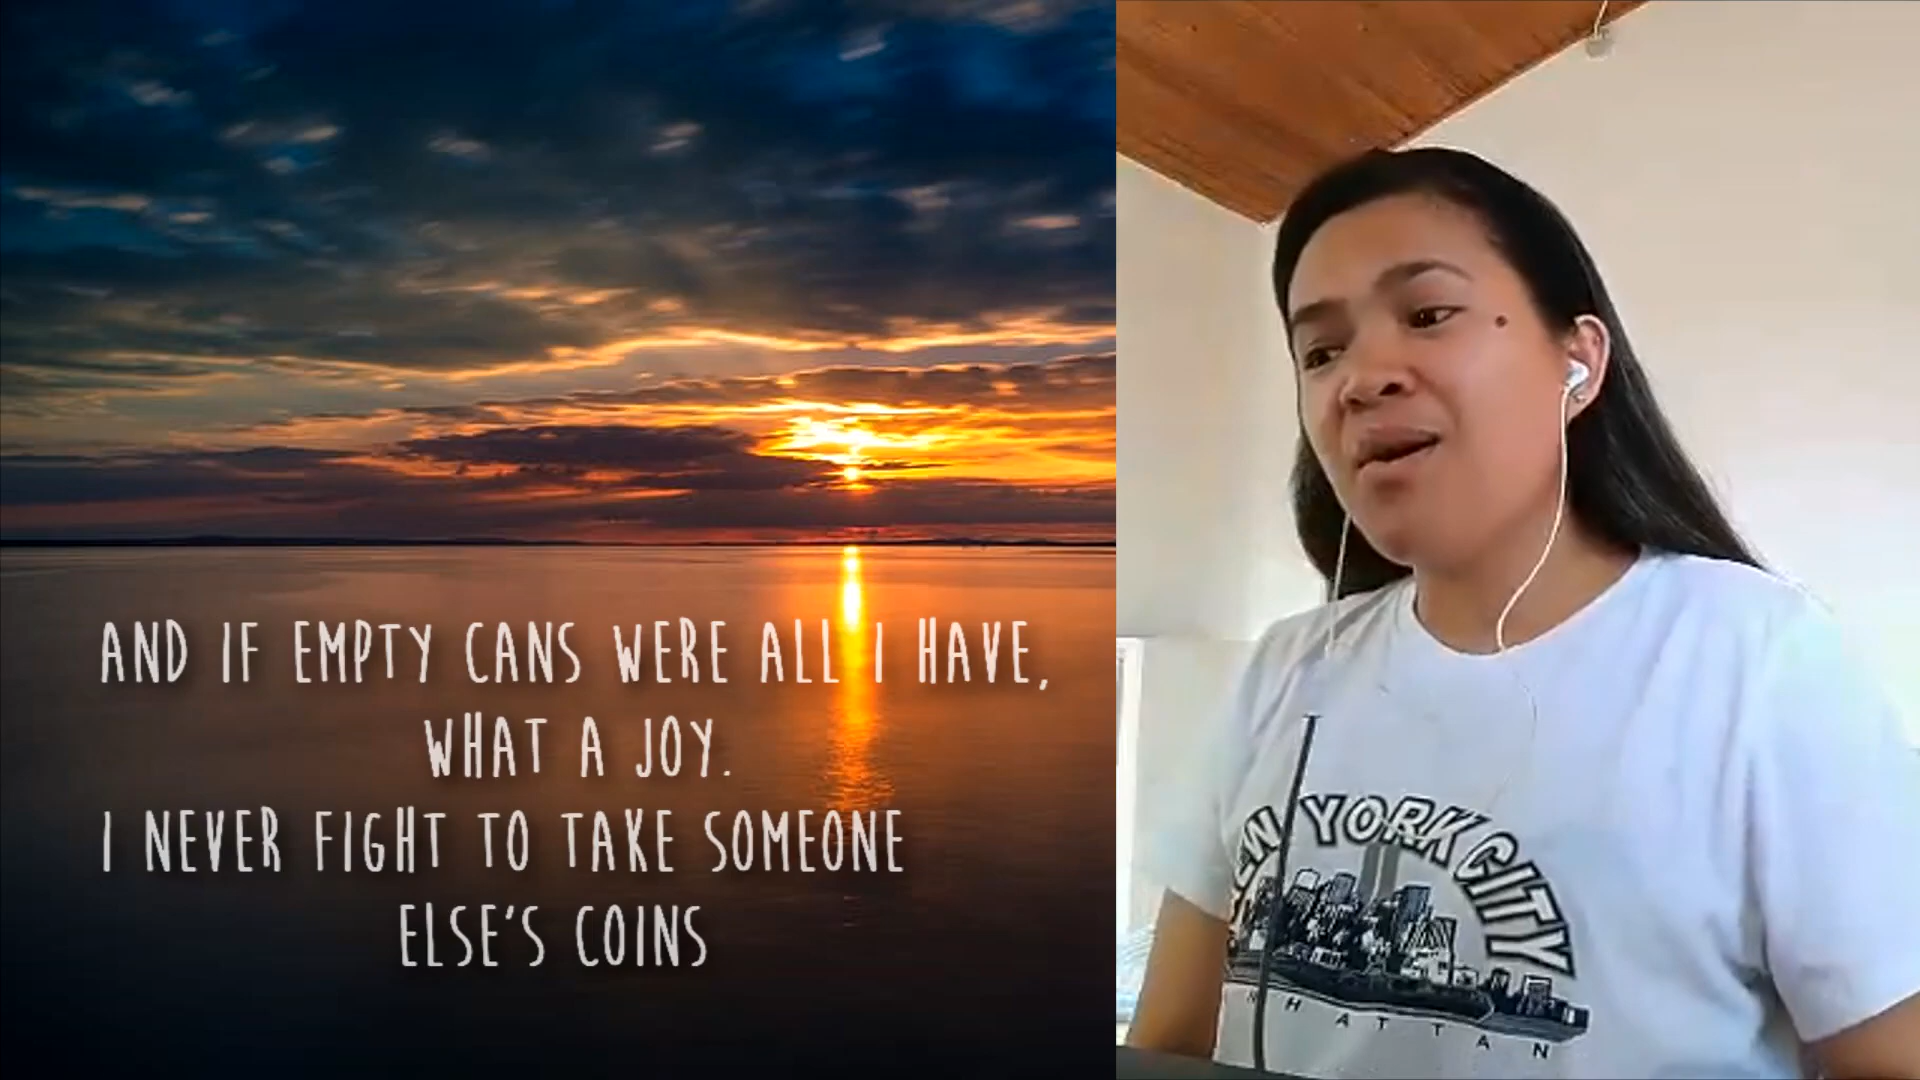 AND IF EMPTY CANS WERE ALL I HAVE,
WHAT A JOY.
I NEVER FIGHT TO TAKE SOMEONE
ELSE'S COINS
NEW YORK CITY
MANHATTAN